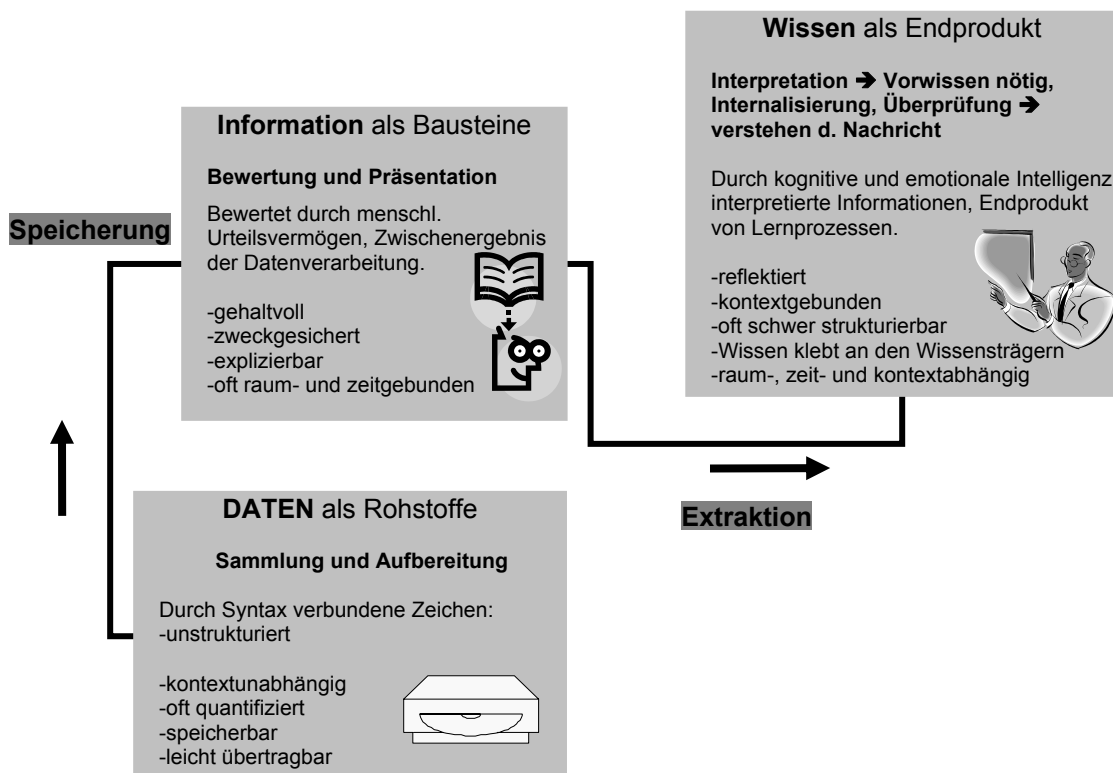 Wissen als Endprodukt
Interpretation ➔ Vorwissen nötig,
Internalisierung, Überprüfung ➔
verstehen d. Nachricht
Durch kognitive und emotionale Intelligenz
interpretierte Informationen, Endprodukt
von Lernprozessen.
-reflektiert
-kontextgebunden
-oft schwer strukturierbar
-Wissen klebt an den Wissensträgern
-raum-, zeit- und kontextabhängig
Information als Bausteine
Bewertung und Präsentation
Bewertet durch menschl.
Urteilsvermögen, Zwischenergebnis
der Datenverarbeitung.
-gehaltvoll
-zweckgesichert
-explizierbar
-oft raum- und zeitgebunden
Speicherung
Extraktion
DATEN als Rohstoffe
Sammlung und Aufbereitung
Durch Syntax verbundene Zeichen:
-unstrukturiert
-kontextunabhängig
-oft quantifiziert
-speicherbar
-leicht übertragbar